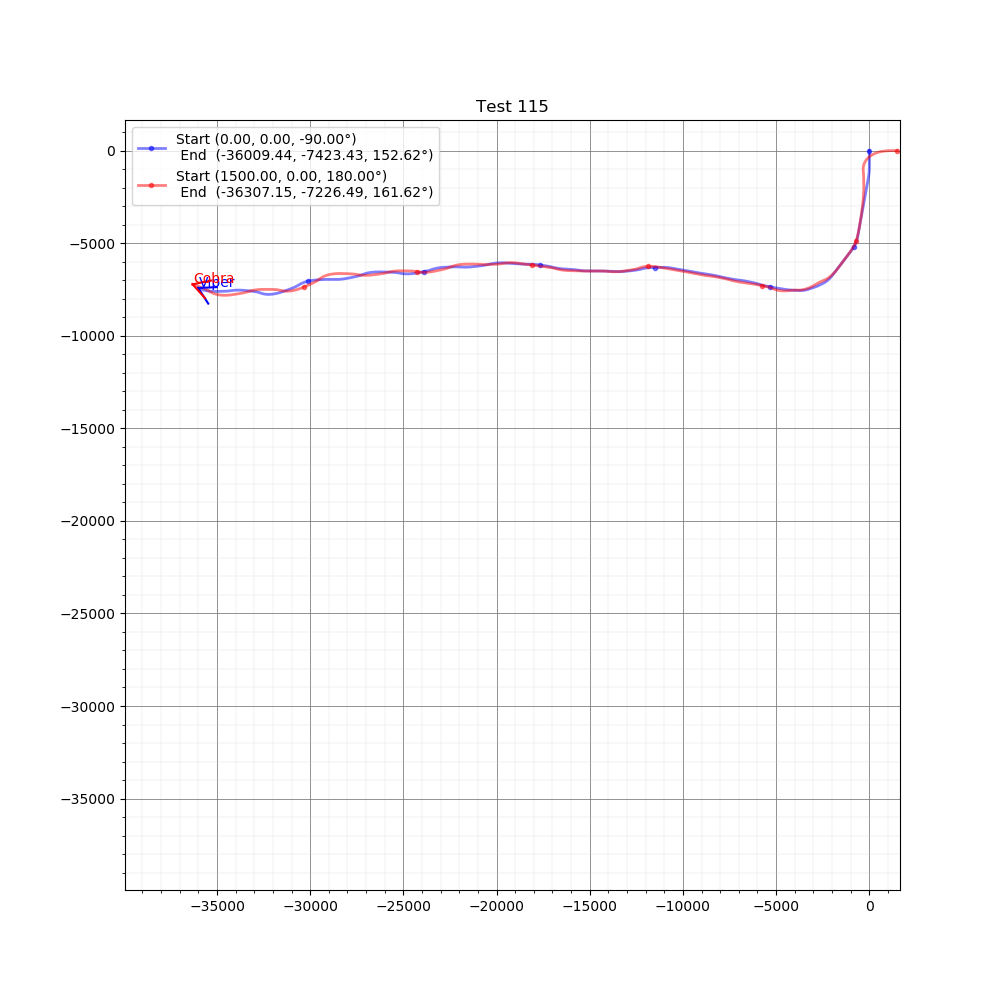 Test 115
Start (0.00, 0.00, -90.00°)
End  (-36009.44, -7423.43, 152.62°)
Start (1500.00, 0.00, 180.00°)
End  (-36307.15, -7226.49, 161.62°)
0
−5000
Cobra
Viper
−10000
−15000
−20000
−25000
−30000
−35000
−35000 −30000 −25000 −20000 −15000 −10000 −5000 0